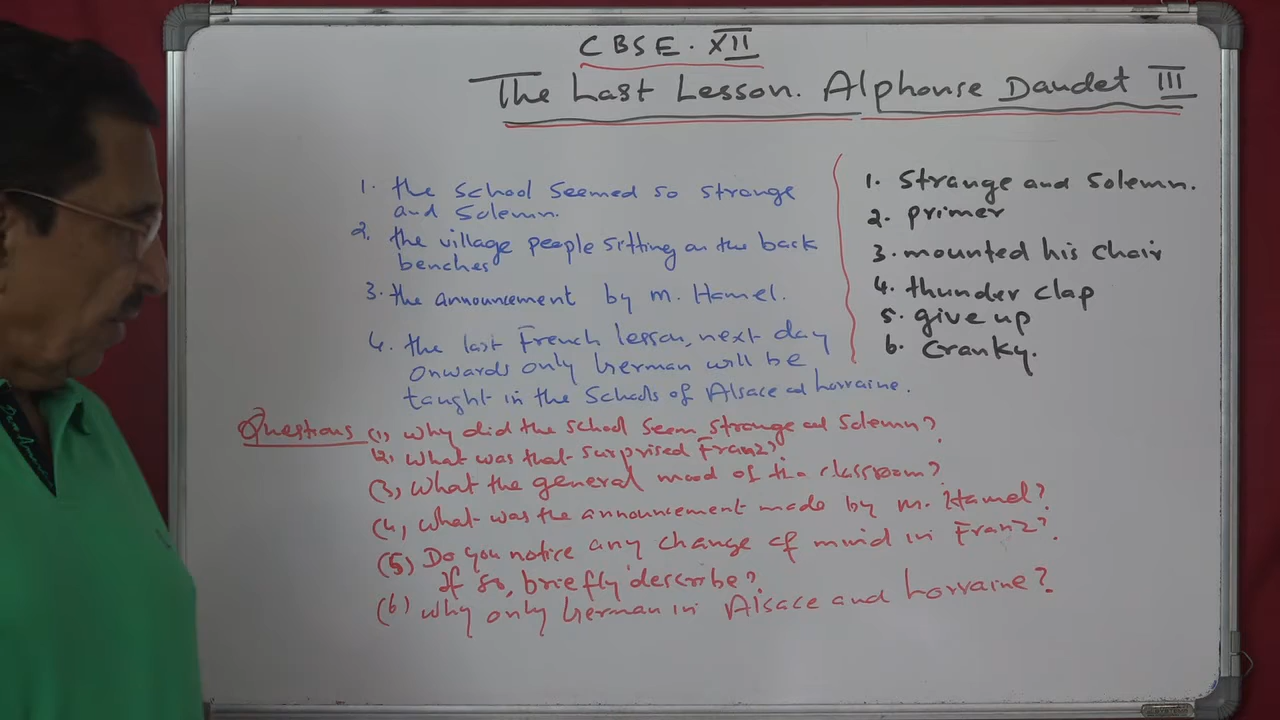 CBSE. XII
The Last Lesson. Alphonse Daudet III
1. the school seemed so strange
and solemn.
2. the village people sitting on the back
benches
3. the announcement by M. Hamel.
4. the last French lesson, next day
onwards only German will be
taught in the schools of Alsace and Lorraine.
1. Strange and Solemn.
2. primer
3. mounted his chair
4. thunder clap
5. give up
6. Cranky.
Questions (1) Why did the school seem strange and solemn?
(2, What was that surprised Franz?
(3, What the general mood of the classroom?
(4, What was the announcement made by M. Hamel?
(5) Do you notice any change of mind in Franz?
If so, briefly describe?
(6) Why only German in Alsace and Lorraine?